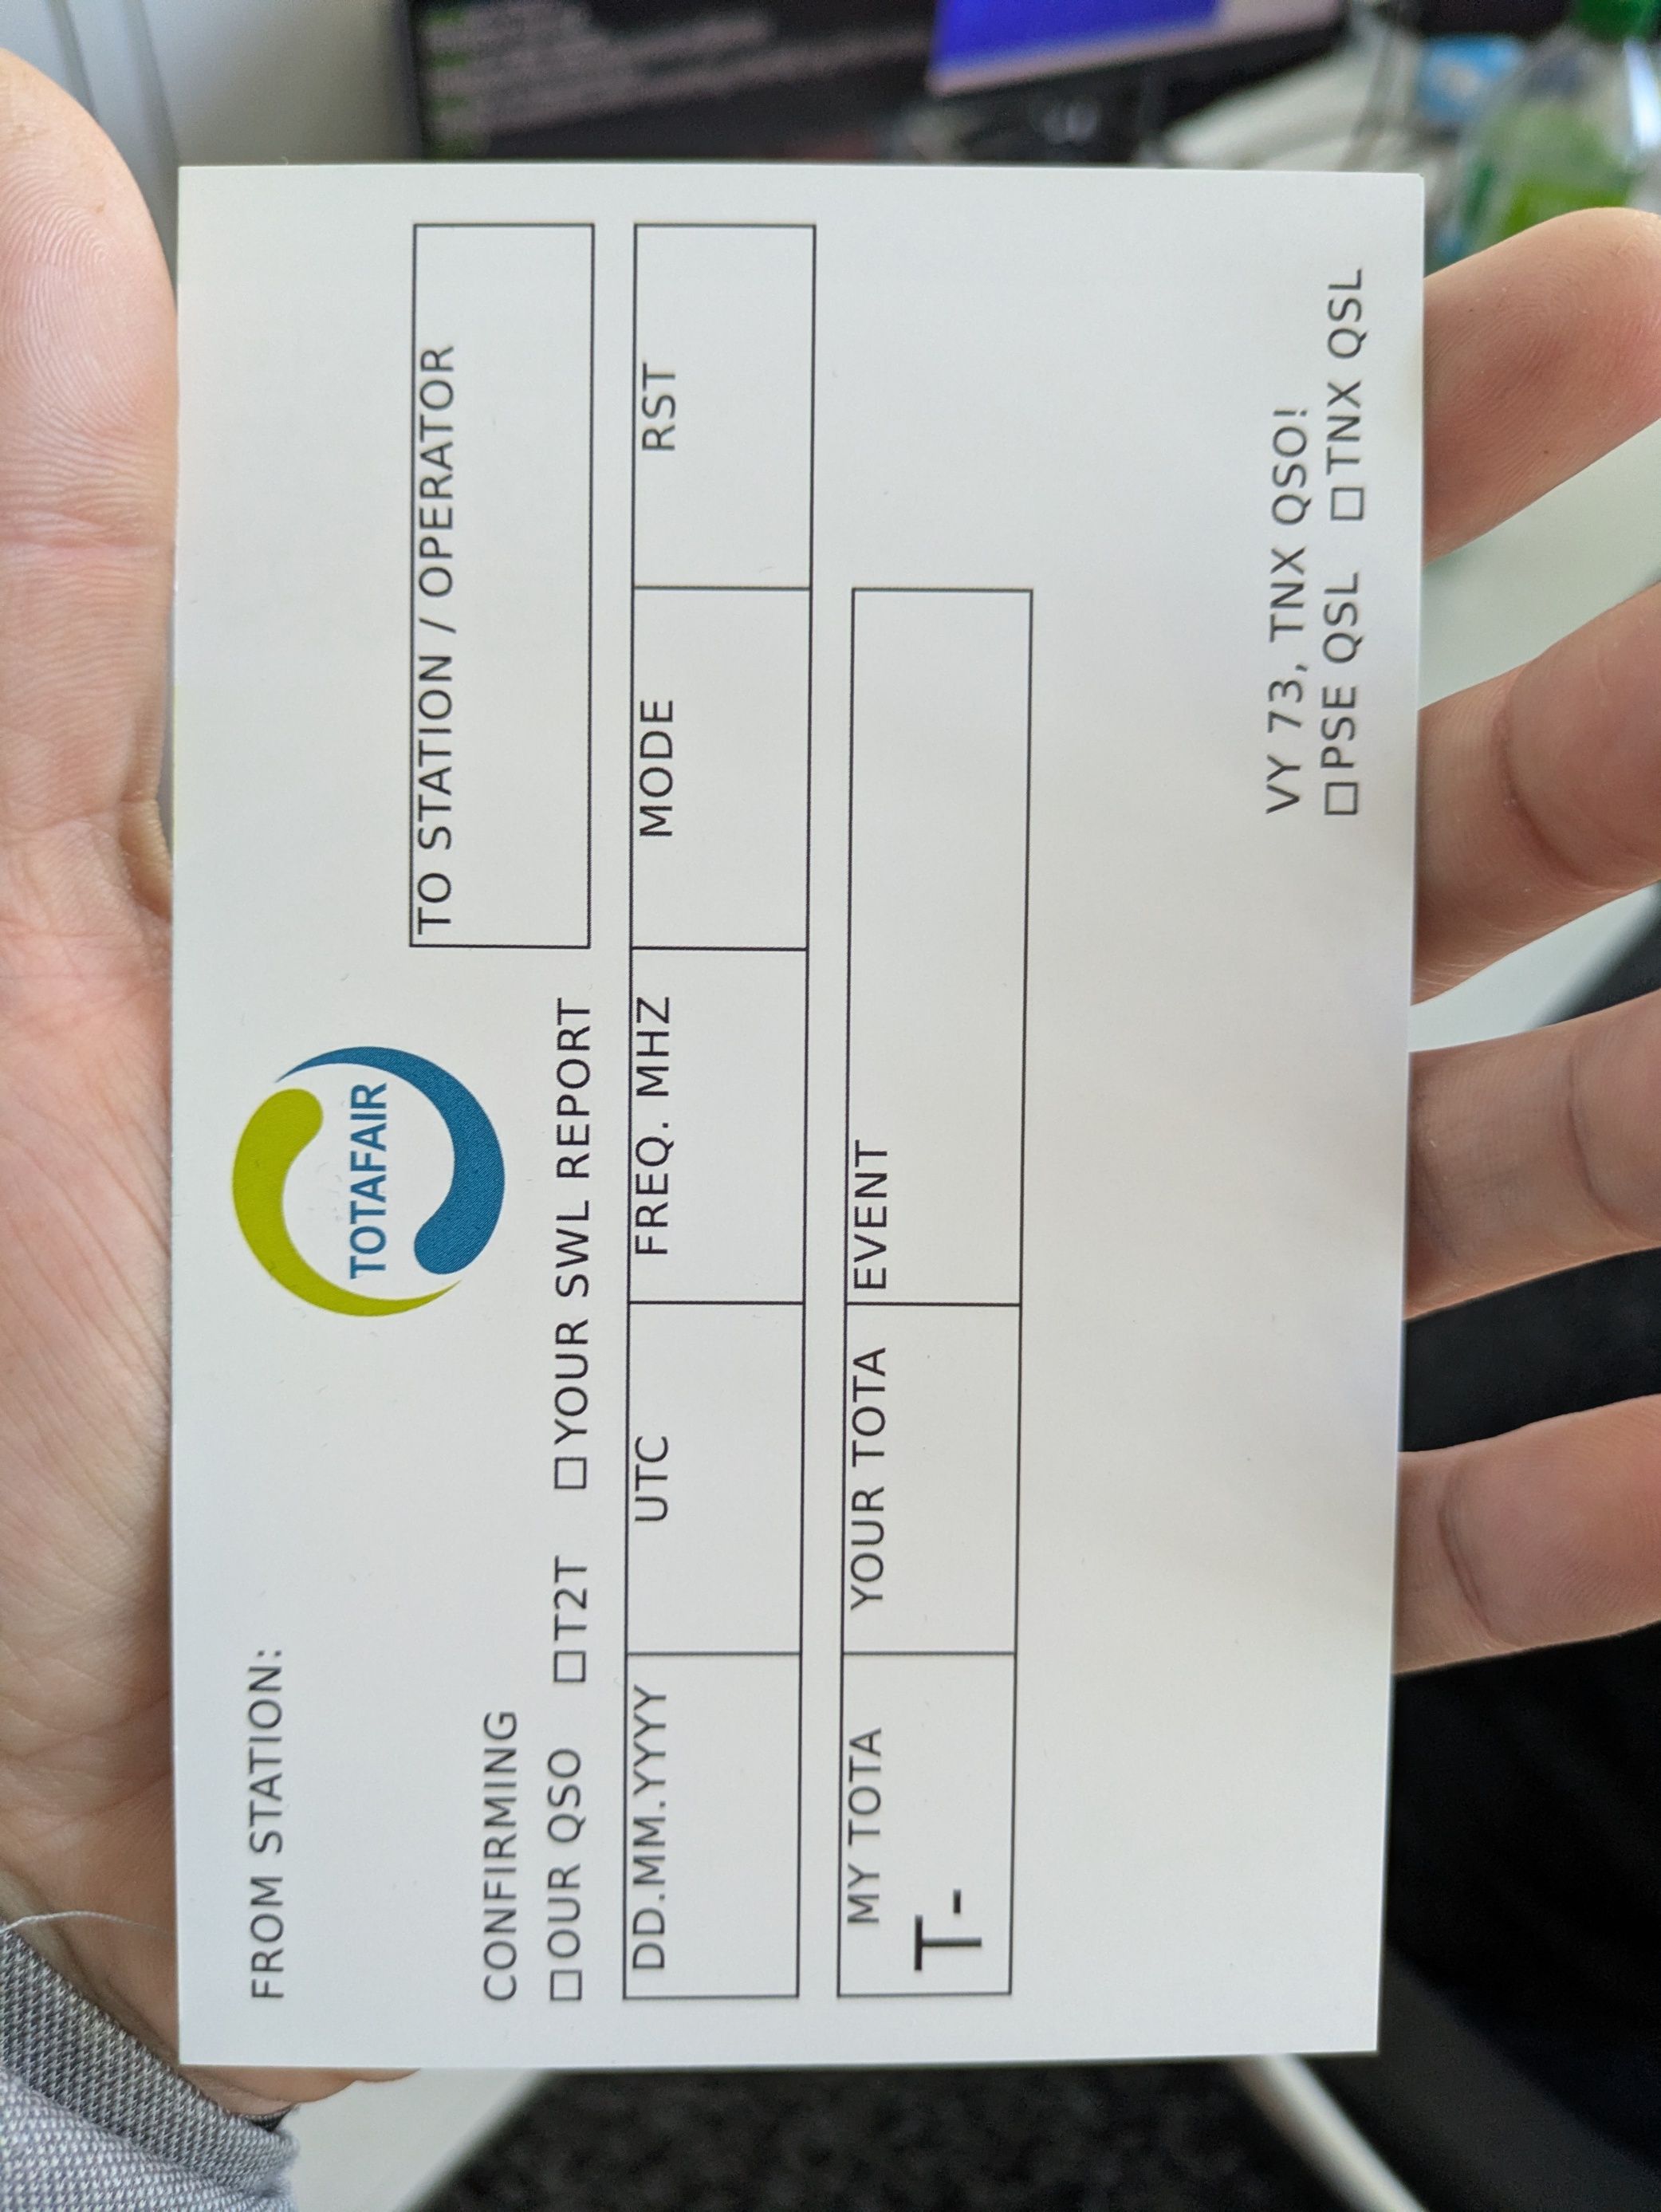 FROM STATION:
TOTAFAIR
TO STATION / OPERATOR
CONFIRMING
☐OUR QSO ☐T2T ☐YOUR SWL REPORT
DD.MM.YYYY UTC FREQ. MHZ MODE RST
MY TOTA YOUR TOTA EVENT
T-
VY 73, TNX QSO!
☐PSE QSL ☐TNX QSL